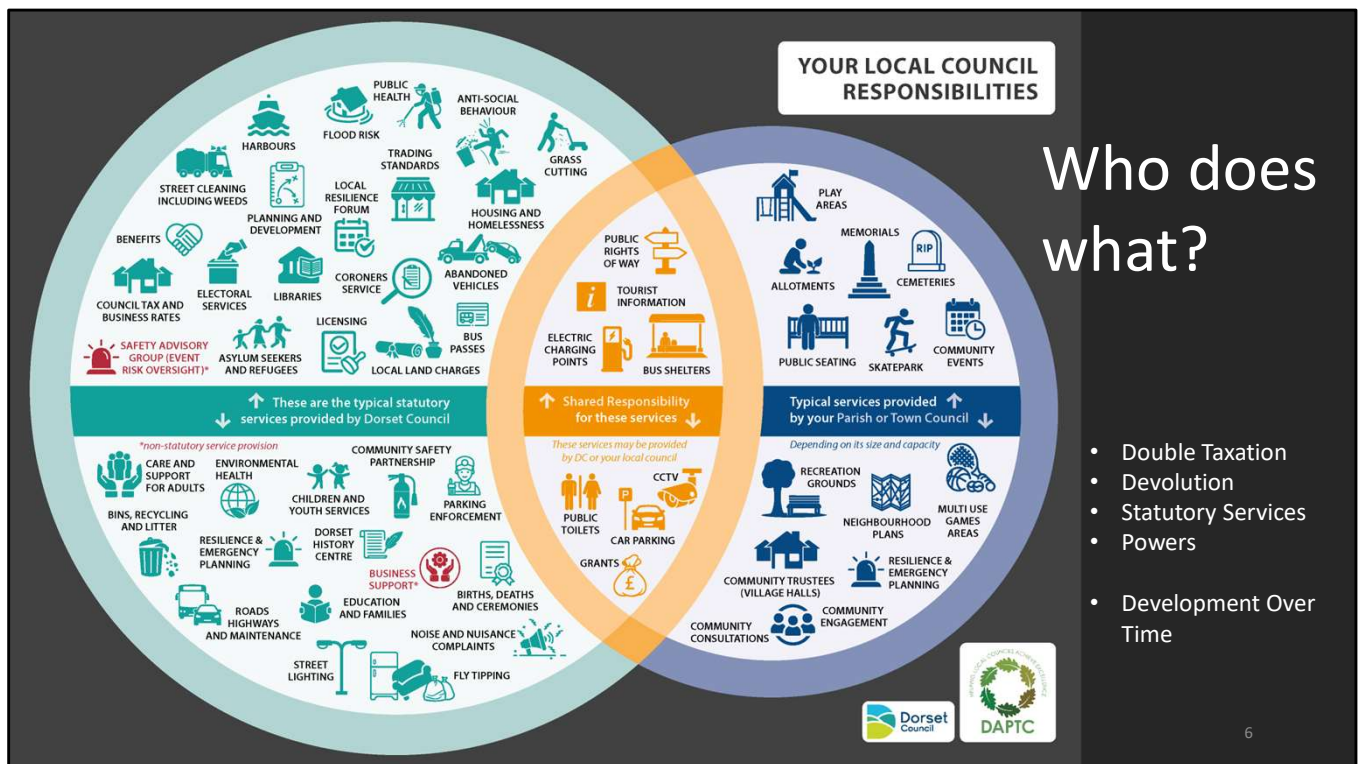 YOUR LOCAL COUNCIL
RESPONSIBILITIES
Who does
what?
PUBLIC
HEALTH
ANTI-SOCIAL
BEHAVIOUR
HARBOURS
FLOOD RISK
GRASS
CUTTING
TRADING
STANDARDS
STREET CLEANING
INCLUDING WEEDS
LOCAL
RESILIENCE
FORUM
PLANNING AND
DEVELOPMENT
HOUSING AND
HOMELESSNESS
BENEFITS
CORONERS
SERVICE
ABANDONED
VEHICLES
COUNCIL TAX AND
BUSINESS RATES
ELECTORAL
SERVICES
LIBRARIES
LICENSING
BUS
PASSES
SAFETY ADVISORY
GROUP (EVENT
RISK OVERSIGHT)*
ASYLUM SEEKERS
AND REFUGEES
LOCAL LAND CHARGES
These are the typical statutory
services provided by Dorset Council
*non-statutory service provision
CARE AND
SUPPORT
FOR ADULTS
ENVIRONMENTAL
HEALTH
COMMUNITY SAFETY
PARTNERSHIP
CHILDREN AND
YOUTH SERVICES
PARKING
ENFORCEMENT
BINS, RECYCLING
AND LITTER
RESILIENCE &
EMERGENCY
PLANNING
DORSET
HISTORY
CENTRE
BUSINESS
SUPPORT*
BIRTHS, DEATHS
AND CEREMONIES
ROADS
HIGHWAYS
AND MAINTENANCE
EDUCATION
AND FAMILIES
NOISE AND NUISANCE
COMPLAINTS
STREET
LIGHTING
FLY TIPPING
PUBLIC
RIGHTS
OF WAY
i
TOURIST
INFORMATION
ELECTRIC
CHARGING
POINTS
BUS SHELTERS
Shared Responsibility
for these services
These services may be provided
by DC or your local council
CCTV
PUBLIC
TOILETS
P
CAR PARKING
GRANTS
£
PLAY
AREAS
MEMORIALS
RIP
ALLOTMENTS
CEMETERIES
PUBLIC SEATING
SKATEPARK
COMMUNITY
EVENTS
Typical services provided
by your Parish or Town Council
Depending on its size and capacity
RECREATION
GROUNDS
NEIGHBOURHOOD
PLANS
MULTI USE
GAMES
AREAS
COMMUNITY TRUSTEES
(VILLAGE HALLS)
RESILIENCE &
EMERGENCY
PLANNING
COMMUNITY
CONSULTATIONS
COMMUNITY
ENGAGEMENT
Dorset
Council
HELPING LOCAL COUNCILS ACHIEVE EXCELLENCE
DAPTC
• Double Taxation
• Devolution
• Statutory Services
• Powers
• Development Over
Time
6